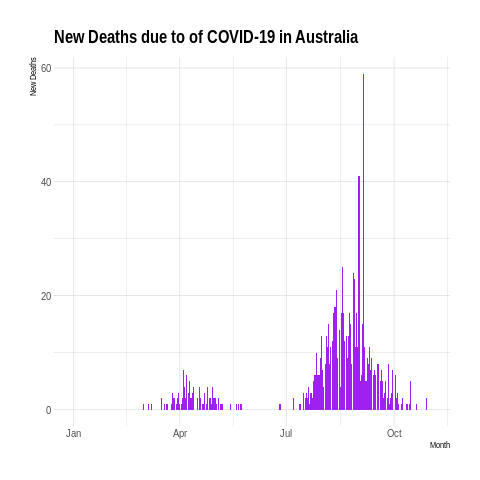 New Deaths due to of COVID-19 in Australia
New Deaths
60
40
20
0
Jan Apr Jul Oct
Month